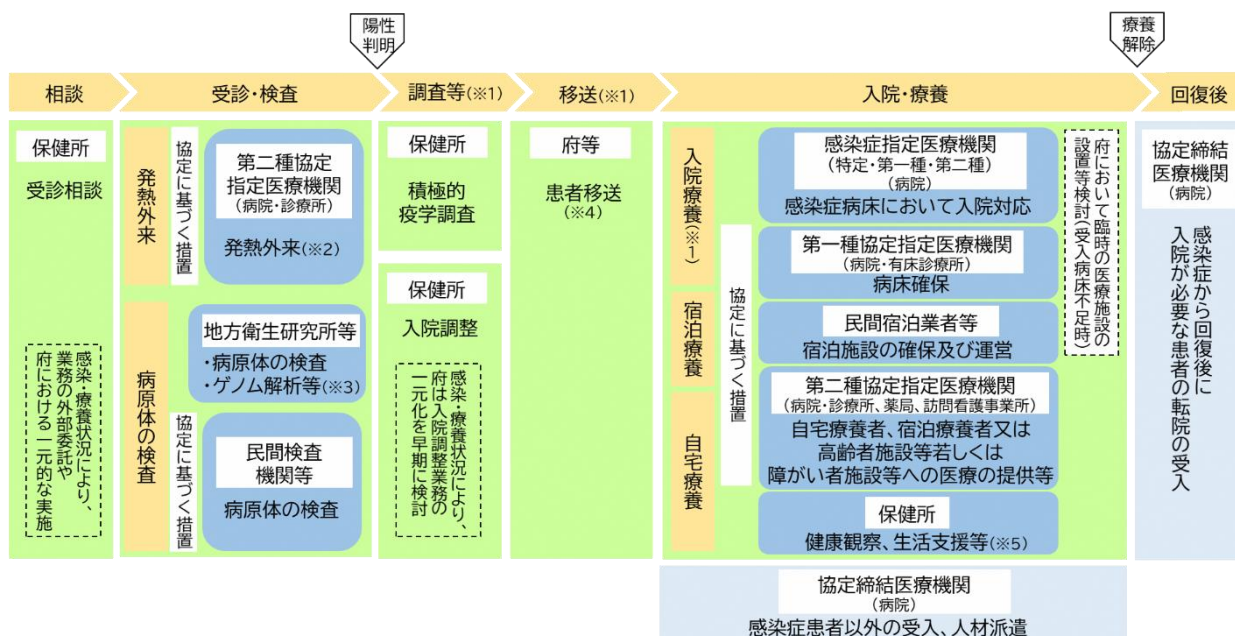 陽性
判明
療養
解除
相談
受診・検査
調査等(※1)
移送(※1)
入院・療養
回復後
保健所
受診相談
感染・療養状況により、
業務の外部委託や
府における一元的な実施
発熱外来
協定に基づく措置
第二種協定
指定医療機関
(病院・診療所)
発熱外来(※2)
病原体の検査
地方衛生研究所等
・病原体の検査
・ゲノム解析等(※3)
協定に基づく措置
民間検査
機関等
病原体の検査
保健所
積極的
疫学調査
保健所
入院調整
感染・療養状況により、
府は入院調整業務の
一元化を早期に検討
府等
患者移送
(※4)
入院療養(※1)
宿泊療養
自宅療養
協定に基づく措置
感染症指定医療機関
(特定・第一種・第二種)
(病院)
感染症病床において入院対応
第一種協定指定医療機関
(病院・有床診療所)
病床確保
民間宿泊業者等
宿泊施設の確保及び運営
第二種協定指定医療機関
(病院・診療所、薬局、訪問看護事業所)
自宅療養者、宿泊療養者又は
高齢者施設等若しくは
障がい者施設等への医療の提供等
保健所
健康観察、生活支援等(※5)
府において臨時の医療施設の
設置等検討(受入病床不足時)
協定締結医療機関
(病院)
感染症患者以外の受入、人材派遣
協定締結
医療機関
(病院)
感染症から回復後に
入院が必要な患者の転院の受入